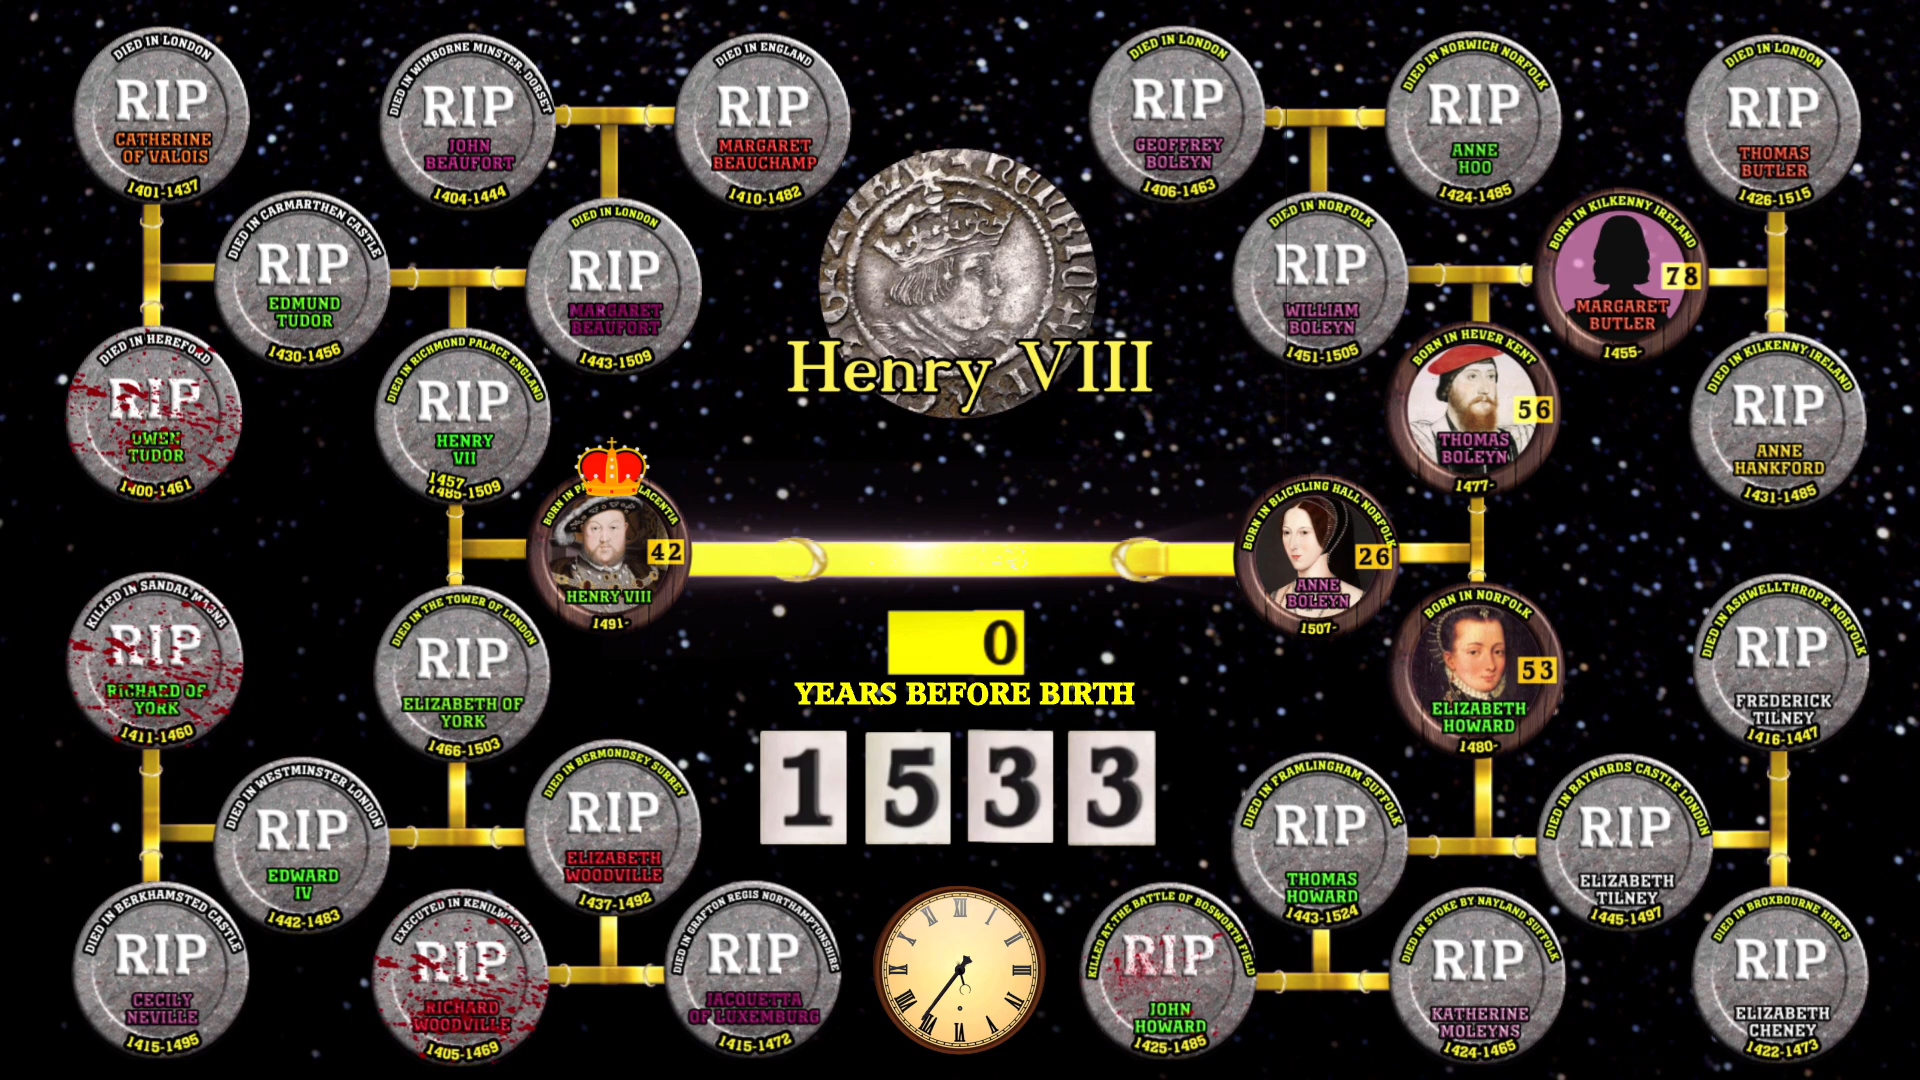 DIED IN LONDON
RIP
CATHERINE
OF VALOIS
1401-1437
DIED IN WIMBORNE MINSTER, DORSET
RIP
JOHN
BEAUFORT
1404-1444
DIED IN ENGLAND
RIP
MARGARET
BEAUCHAMP
1410-1482
DIED IN LONDON
RIP
GEOFFREY
BOLEYN
1406-1463
DIED IN NORWICH NORFOLK
RIP
ANNE
HOO
1424-1485
DIED IN LONDON
RIP
THOMAS
BUTLER
1426-1515
DIED IN CARMARTHEN CASTLE
RIP
EDMUND
TUDOR
1430-1456
DIED IN LONDON
RIP
MARGARET
BEAUFORT
1443-1509
Henry VIII
DIED IN NORFOLK
RIP
WILLIAM
BOLEYN
1451-1505
BORN IN KILKENNY IRELAND
78
MARGARET
BUTLER
1455-
DIED IN HEREFORD
RIP
OWEN
TUDOR
1400-1461
DIED IN RICHMOND PALACE ENGLAND
RIP
HENRY
VII
1457
1485-1509
BORN IN HEVER KENT
56
THOMAS
BOLEYN
1477-
DIED IN KILKENNY IRELAND
RIP
ANNE
HANKFORD
1431-1485
BORN IN P LACENTIA
42
HENRY VIII
1491-
BORN IN BLICKLING HALL NORFOLK
26
ANNE
BOLEYN
1507-
0
YEARS BEFORE BIRTH
1533
KILLED IN SANDAL MAGNA
RIP
RICHARD OF
YORK
1411-1460
DIED IN THE TOWER OF LONDON
RIP
ELIZABETH OF
YORK
1466-1503
BORN IN NORFOLK
53
ELIZABETH
HOWARD
1480-
DIED IN ASHWELLTHROPE NORFOLK
RIP
FREDERICK
TILNEY
1416-1447
DIED IN WESTMINSTER LONDON
RIP
EDWARD
IV
1442-1483
DIED IN BERMONDSEY SURREY
RIP
ELIZABETH
WOODVILLE
1437-1492
DIED IN FRAMLINGHAM SUFFOLK
RIP
THOMAS
HOWARD
1443-1524
DIED IN BAYNARDS CASTLE LONDON
RIP
ELIZABETH
TILNEY
1445-1497
DIED IN BERKHAMSTED CASTLE
RIP
CECILY
NEVILLE
1415-1495
EXECUTED IN KENILWORTH
RIP
RICHARD
WOODVILLE
1405-1469
DIED IN GRAFTON REGIS NORTHAMPTONSHIRE
RIP
JACQUETTA
OF LUXEMBURG
1415-1472
XII I II III IV V VI VII VIII IX X XI
KILLED AT THE BATTLE OF BOSWORTH FIELD
RIP
JOHN
HOWARD
1425-1485
DIED IN STOKE BY NAYLAND SUFFOLK
RIP
KATHERINE
MOLEYNS
1424-1465
DIED IN BROXBOURNE HERTS
RIP
ELIZABETH
CHENEY
1422-1473